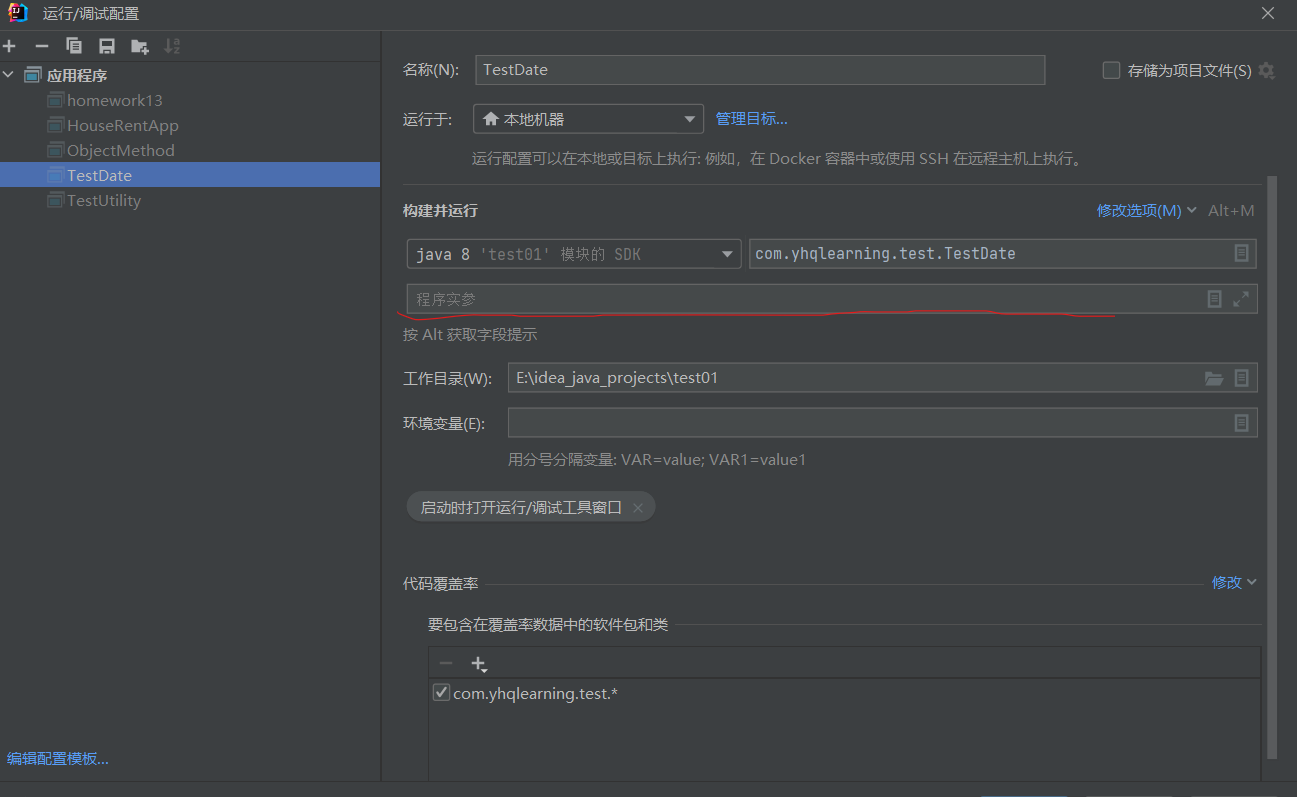 运行/调试配置
应用程序
homework13
HouseRentApp
ObjectMethod
TestDate
TestUtility
编辑配置模板...
名称(N): TestDate 存储为项目文件(S)
运行于: 本地机器 管理目标...
运行配置可以在本地或目标上执行: 例如，在 Docker 容器中或使用 SSH 在远程主机上执行。
构建并运行 修改选项(M) Alt+M
java 8 'test01' 模块的 SDK com.yhqlearning.test.TestDate
程序实参
按 Alt 获取字段提示
工作目录(W): E:\idea_java_projects\test01
环境变量(E):
用分号分隔变量: VAR=value; VAR1=value1
启动时打开运行/调试工具窗口
代码覆盖率 修改
要包含在覆盖率数据中的软件包和类
com.yhqlearning.test.*